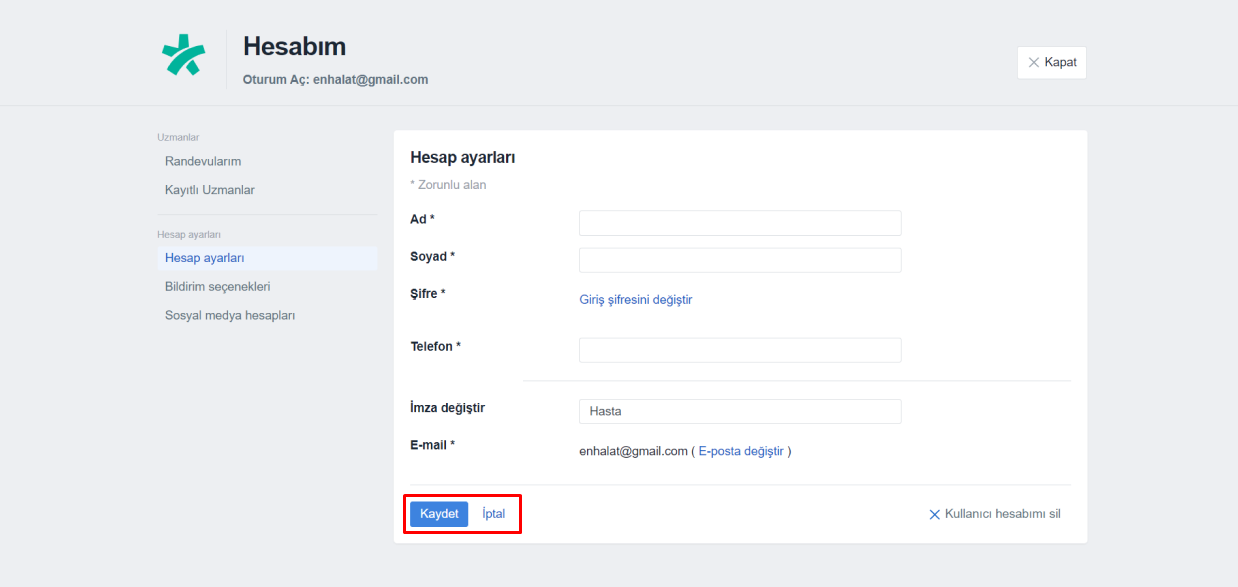 Hesabım
Oturum Aç: enhalat@gmail.com
Kapat
Uzmanlar
Randevularım
Kayıtlı Uzmanlar
Hesap ayarları
Hesap ayarları
Bildirim seçenekleri
Sosyal medya hesapları
Hesap ayarları
* Zorunlu alan
Ad *
Soyad *
Şifre *
Giriş şifresini değiştir
Telefon *
İmza değiştir
Hasta
E-mail *
enhalat@gmail.com ( E-posta değiştir )
Kaydet İptal
Kullanıcı hesabımı sil